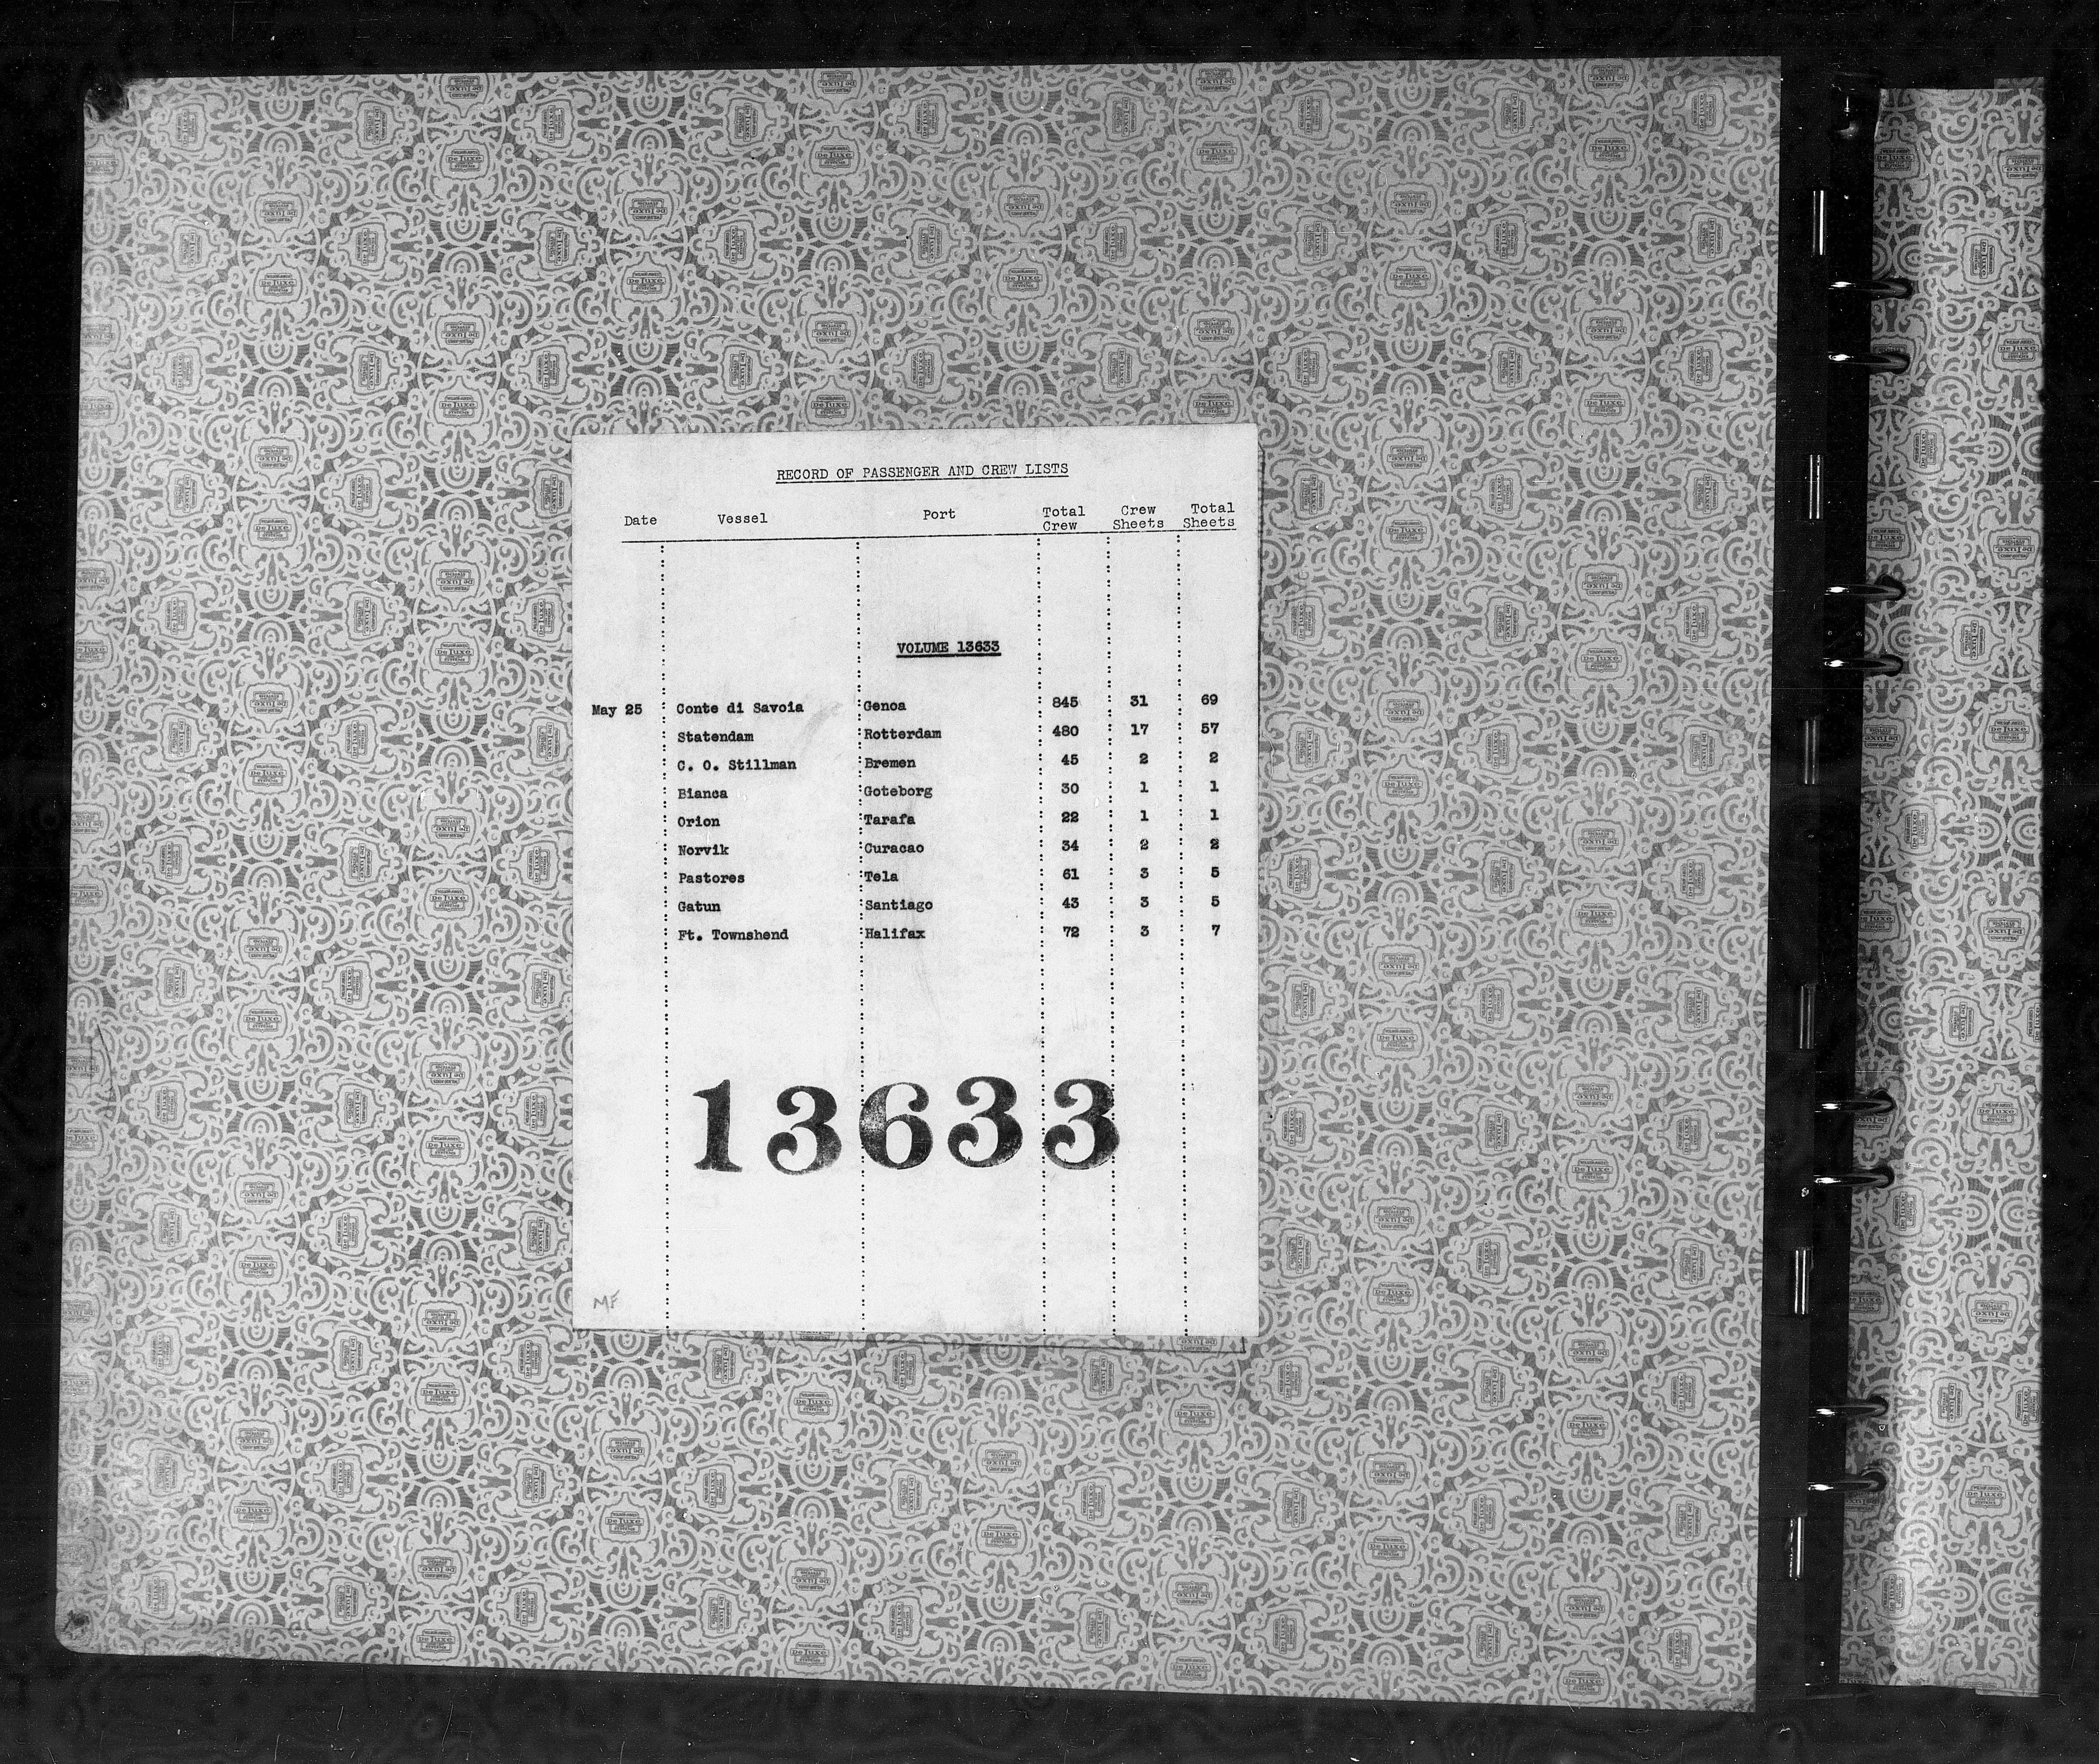 RECORD OF PASSENGER AND CREW LISTS
Date Vessel Port Total Crew Crew Sheets Total Sheets
VOLUME 13633
May 25 Conte di Savoia Genoa 845 31 69
Statendam Rotterdam 480 17 57
C. O. Stillman Bremen 45 2 2
Bianca Goteborg 30 1 1
Orion Tarafa 22 1 1
Norvik Curacao 34 2 2
Pastores Tela 61 3 5
Gatun Santiago 43 3 5
Ft. Townshend Halifax 72 3 7
13633
MF
De Luxe